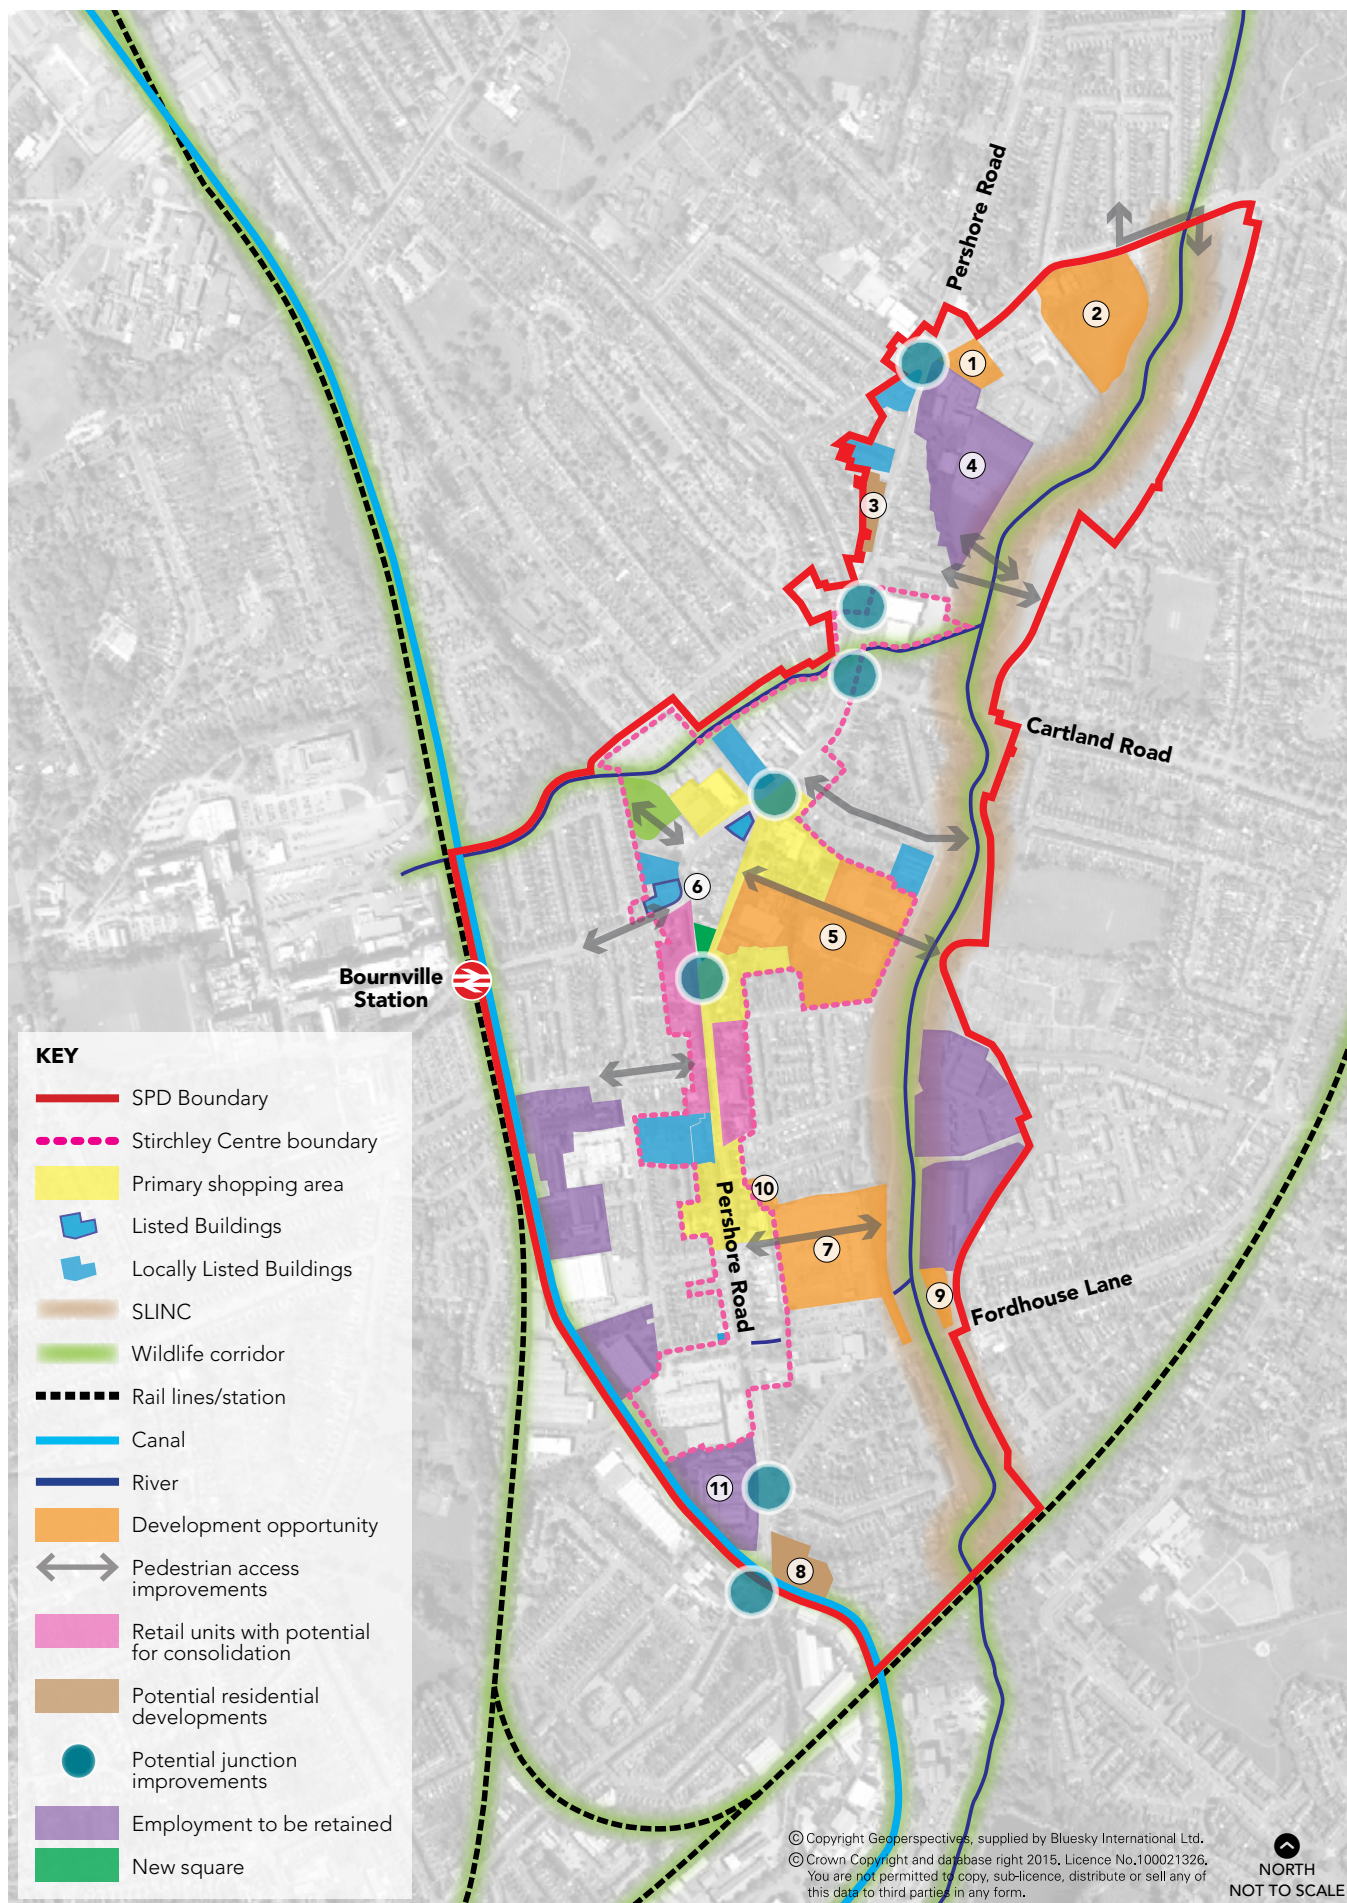 Pershore Road
2
1
4
3
Cartland Road
6
5
Bournville
Station
10
Pershore Road
7
9
Fordhouse Lane
11
8
KEY
SPD Boundary
Stirchley Centre boundary
Primary shopping area
Listed Buildings
Locally Listed Buildings
SLINC
Wildlife corridor
Rail lines/station
Canal
River
Development opportunity
Pedestrian access
improvements
Retail units with potential
for consolidation
Potential residential
developments
Potential junction
improvements
Employment to be retained
New square
© Copyright Geoperspectives, supplied by Bluesky International Ltd.
© Crown Copyright and database right 2015. Licence No.100021326.
You are not permitted to copy, sub-licence, distribute or sell any of
this data to third parties in any form.
NORTH
NOT TO SCALE